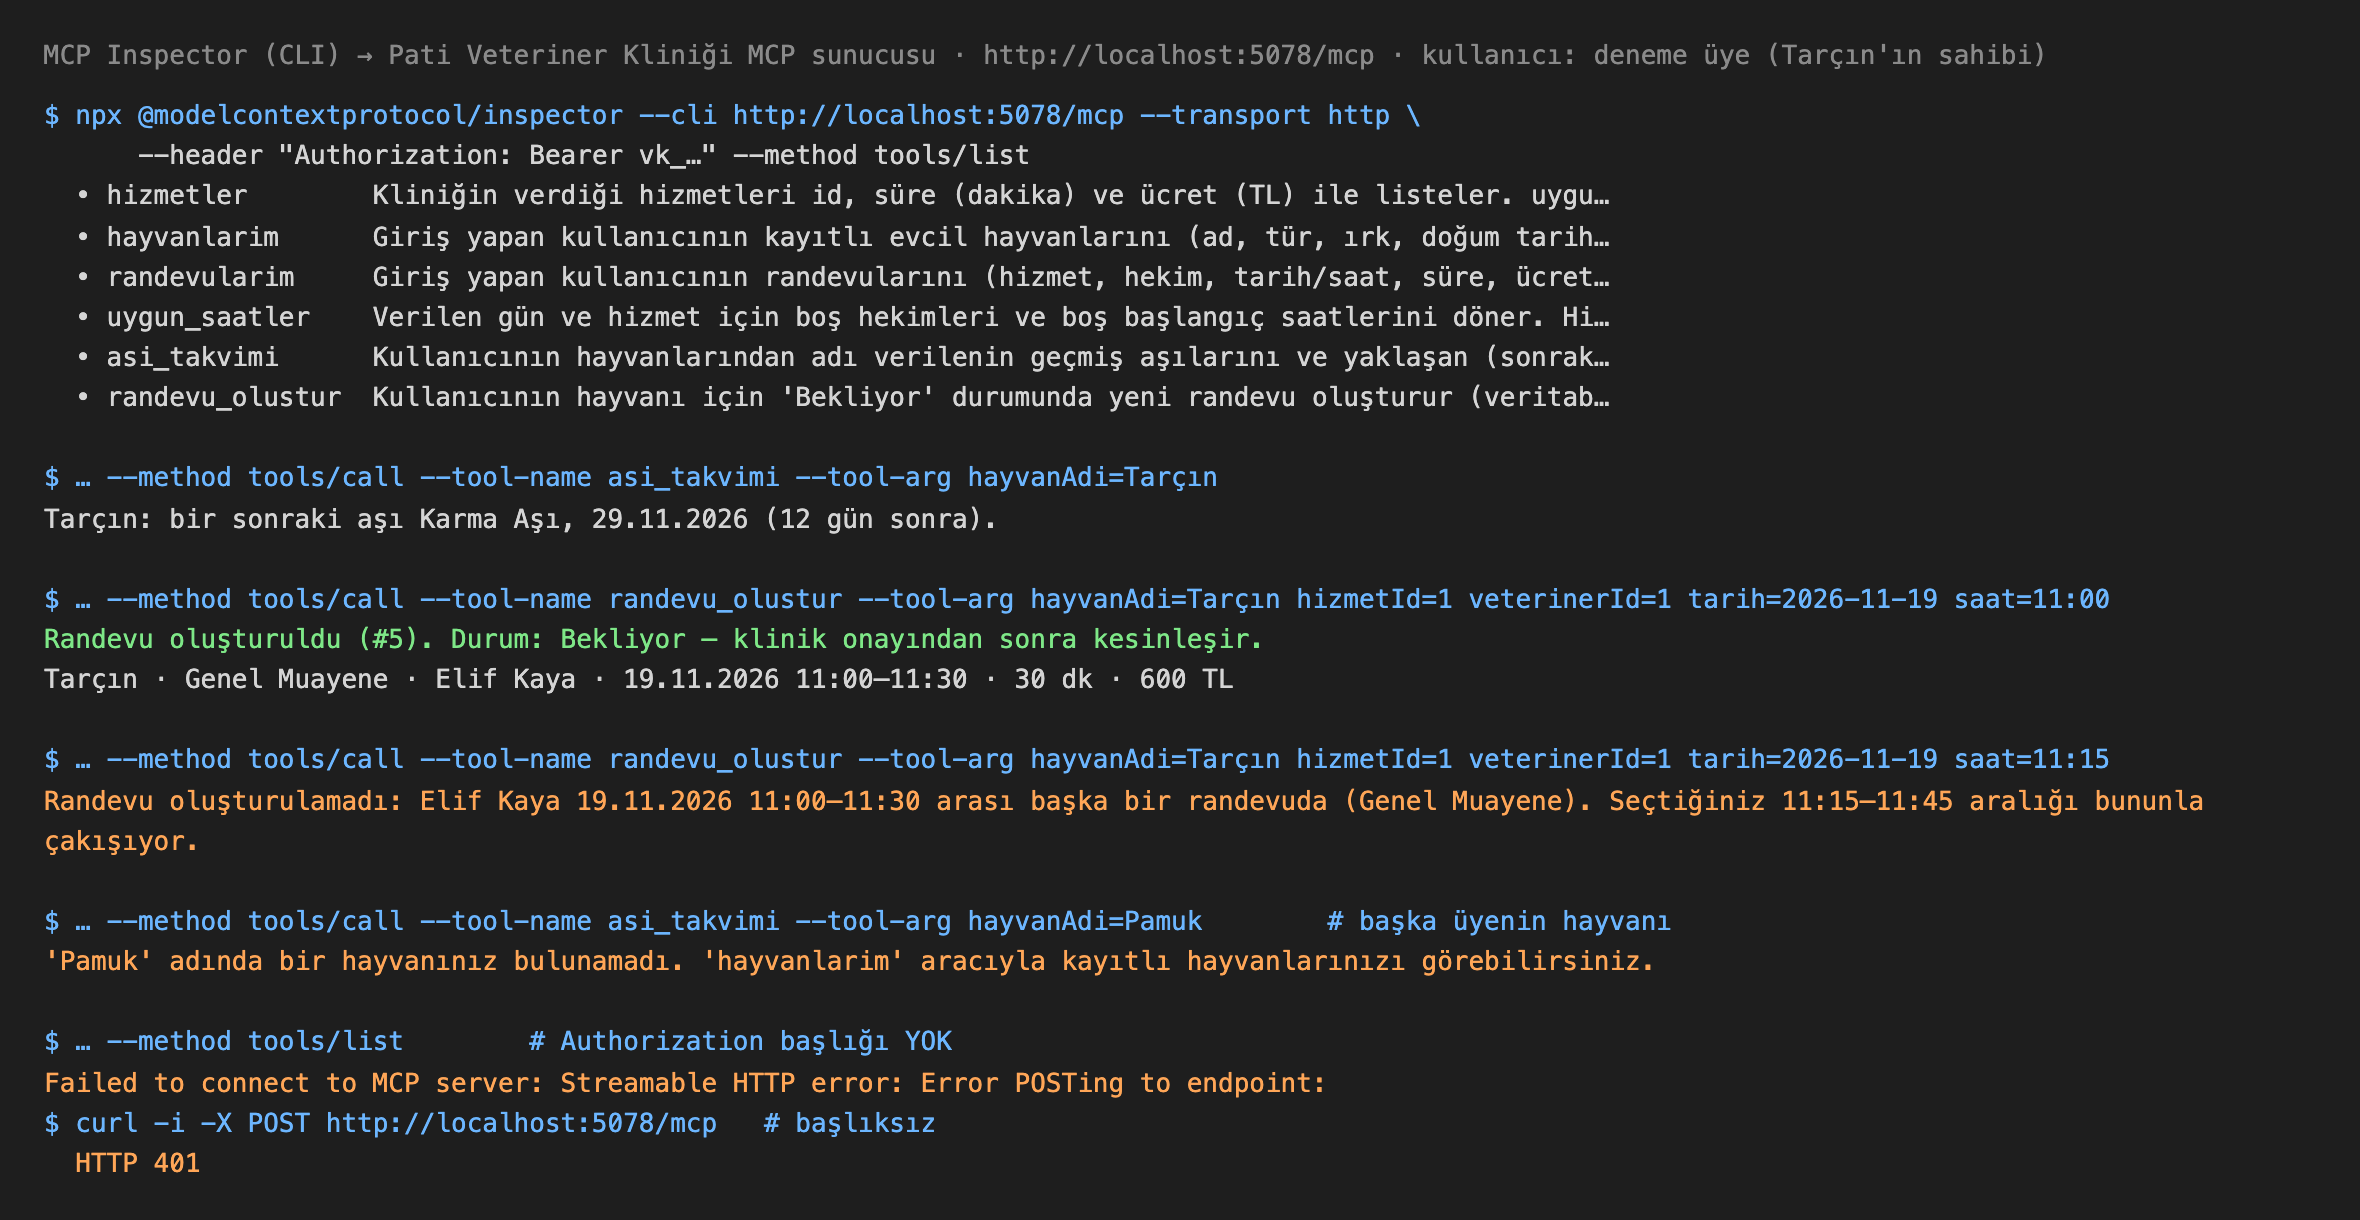 MCP Inspector (CLI) → Pati Veteriner Kliniği MCP sunucusu · http://localhost:5078/mcp · kullanıcı: deneme üye (Tarçın'ın sahibi)
$ npx @modelcontextprotocol/inspector --cli http://localhost:5078/mcp --transport http \
--header "Authorization: Bearer vk_…" --method tools/list
• hizmetler Kliniğin verdiği hizmetleri id, süre (dakika) ve ücret (TL) ile listeler. uygu…
• hayvanlarim Giriş yapan kullanıcının kayıtlı evcil hayvanlarını (ad, tür, ırk, doğum tarih…
• randevularim Giriş yapan kullanıcının randevularını (hizmet, hekim, tarih/saat, süre, ücret…
• uygun_saatler Verilen gün ve hizmet için boş hekimleri ve boş başlangıç saatlerini döner. Hi…
• asi_takvimi Kullanıcının hayvanlarından adı verilenin geçmiş aşılarını ve yaklaşan (sonrak…
• randevu_olustur Kullanıcının hayvanı için 'Bekliyor' durumunda yeni randevu oluşturur (veritab…
$ … --method tools/call --tool-name asi_takvimi --tool-arg hayvanAdi=Tarçın
Tarçın: bir sonraki aşı Karma Aşı, 29.11.2026 (12 gün sonra).
$ … --method tools/call --tool-name randevu_olustur --tool-arg hayvanAdi=Tarçın hizmetId=1 veterinerId=1 tarih=2026-11-19 saat=11:00
Randevu oluşturuldu (#5). Durum: Bekliyor — klinik onayından sonra kesinleşir.
Tarçın · Genel Muayene · Elif Kaya · 19.11.2026 11:00–11:30 · 30 dk · 600 TL
$ … --method tools/call --tool-name randevu_olustur --tool-arg hayvanAdi=Tarçın hizmetId=1 veterinerId=1 tarih=2026-11-19 saat=11:15
Randevu oluşturulamadı: Elif Kaya 19.11.2026 11:00–11:30 arası başka bir randevuda (Genel Muayene). Seçtiğiniz 11:15–11:45 aralığı bununla
çakışıyor.
$ … --method tools/call --tool-name asi_takvimi --tool-arg hayvanAdi=Pamuk # başka üyenin hayvanı
'Pamuk' adında bir hayvanınız bulunamadı. 'hayvanlarim' aracıyla kayıtlı hayvanlarınızı görebilirsiniz.
$ … --method tools/list # Authorization başlığı YOK
Failed to connect to MCP server: Streamable HTTP error: Error POSTing to endpoint:
$ curl -i -X POST http://localhost:5078/mcp # başlıksız
HTTP 401